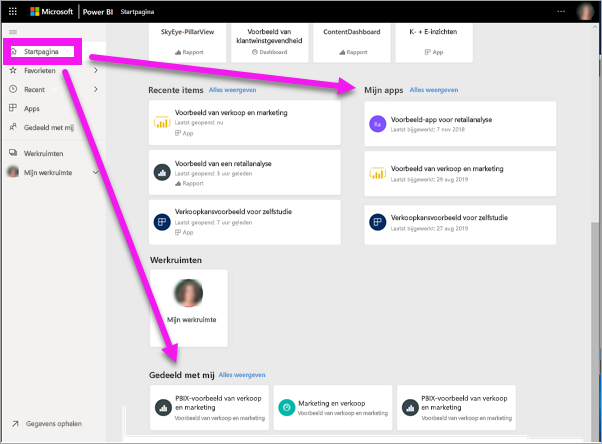 Microsoft Power BI Startpagina
Startpagina
Favorieten
Recent
Apps
Gedeeld met mij
Werkruimten
Mijn werkruimte
Gegevens ophalen
SkyEye-PillarView
Rapport
Voorbeeld van
klantwinstgevendheid
Dashboard
ContentDashboard
Rapport
K- + E-inzichten
App
Recente items Alles weergeven
Voorbeeld van verkoop en marketing
Laatst geopend: nu
App
Voorbeeld van een retailanalyse
Laatst geopend: 3 uur geleden
Rapport
Verkoopkansvoorbeeld voor zelfstudie
Laatst geopend: 7 uur geleden
App
Mijn apps Alles weergeven
Ra
Voorbeeld-app voor retailanalyse
Laatst bijgewerkt: 7 nov 2018
Voorbeeld van verkoop en marketing
Laatst bijgewerkt: 29 aug 2019
Verkoopkansvoorbeeld voor zelfstudie
Laatst bijgewerkt: 27 aug 2019
Werkruimten
Mijn werkruimte
Gedeeld met mij Alles weergeven
PBIX-voorbeeld van verkoop
en marketing
Voorbeeld van verkoop en marketing
Marketing en verkoop
Voorbeeld van verkoop en marketing
PBIX-voorbeeld van verkoop
en marketing
Voorbeeld van verkoop en marketing